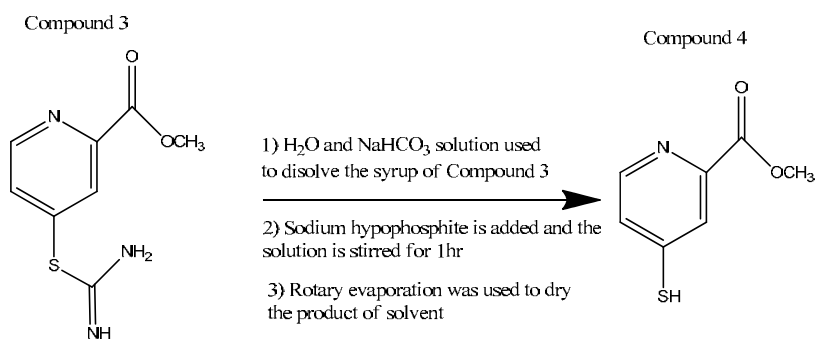 Compound 3
Compound 4
O
N
OCH3
S
NH2
NH
1) H2O and NaHCO3 solution used
to disolve the syrup of Compound 3
2) Sodium hypophosphite is added and the
solution is stirred for 1hr
3) Rotary evaporation was used to dry
the product of solvent
O
N
OCH3
SH